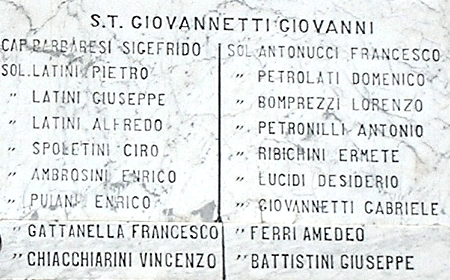 S.T. GIOVANNETTI GIOVANNI
CAP. BARBARESI SIGEFRIDO
SOL. LATINI PIETRO
" LATINI GIUSEPPE
" LATINI ALFREDO
" SPOLETINI CIRO
" AMBROSINI ENRICO
" PUIANI ENRICO
" GATTANELLA FRANCESCO
" CHIACCHIARINI VINCENZO
SOL. ANTONUCCI FRANCESCO
" PETROLATI DOMENICO
" BOMPREZZI LORENZO
" PETRONILLI ANTONIO
" RIBICHINI ERMETE
" LUCIDI DESIDERIO
" GIOVANNETTI GABRIELE
" FERRI AMEDEO
" BATTISTINI GIUSEPPE